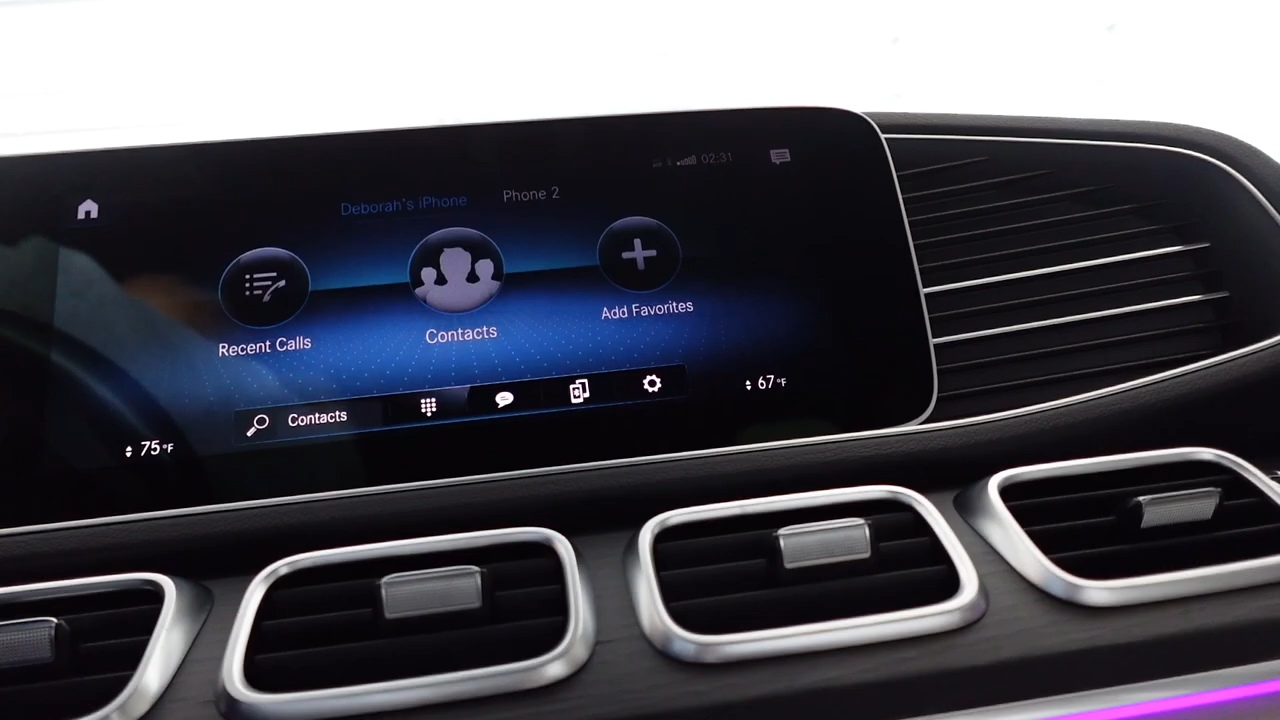 02:31
Deborah's iPhone Phone 2
Recent Calls Contacts Add Favorites
Contacts
75°F 67°F